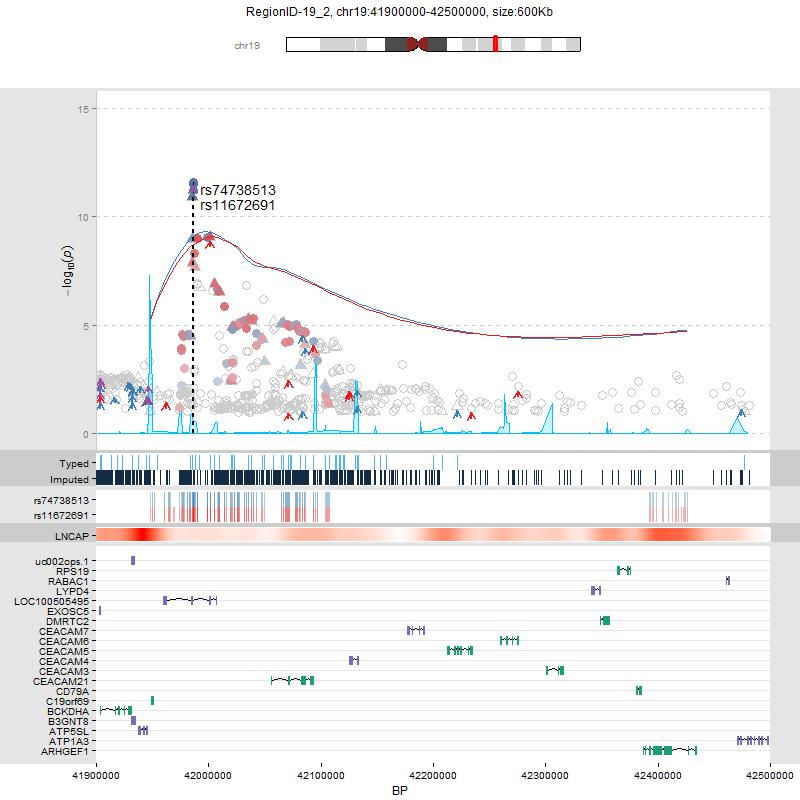 RegionID-19_2, chr19:41900000-42500000, size:600Kb
chr19
15
10
5
0
−log10(p)
rs74738513
rs11672691
Typed
Imputed
rs74738513
rs11672691
LNCAP
uc002ops.1
RPS19
RABAC1
LYPD4
LOC100505495
EXOSC5
DMRTC2
CEACAM7
CEACAM6
CEACAM5
CEACAM4
CEACAM3
CEACAM21
CD79A
C19orf69
BCKDHA
B3GNT8
ATP5SL
ATP1A3
ARHGEF1
41900000 42000000 42100000 42200000 42300000 42400000 42500000
BP